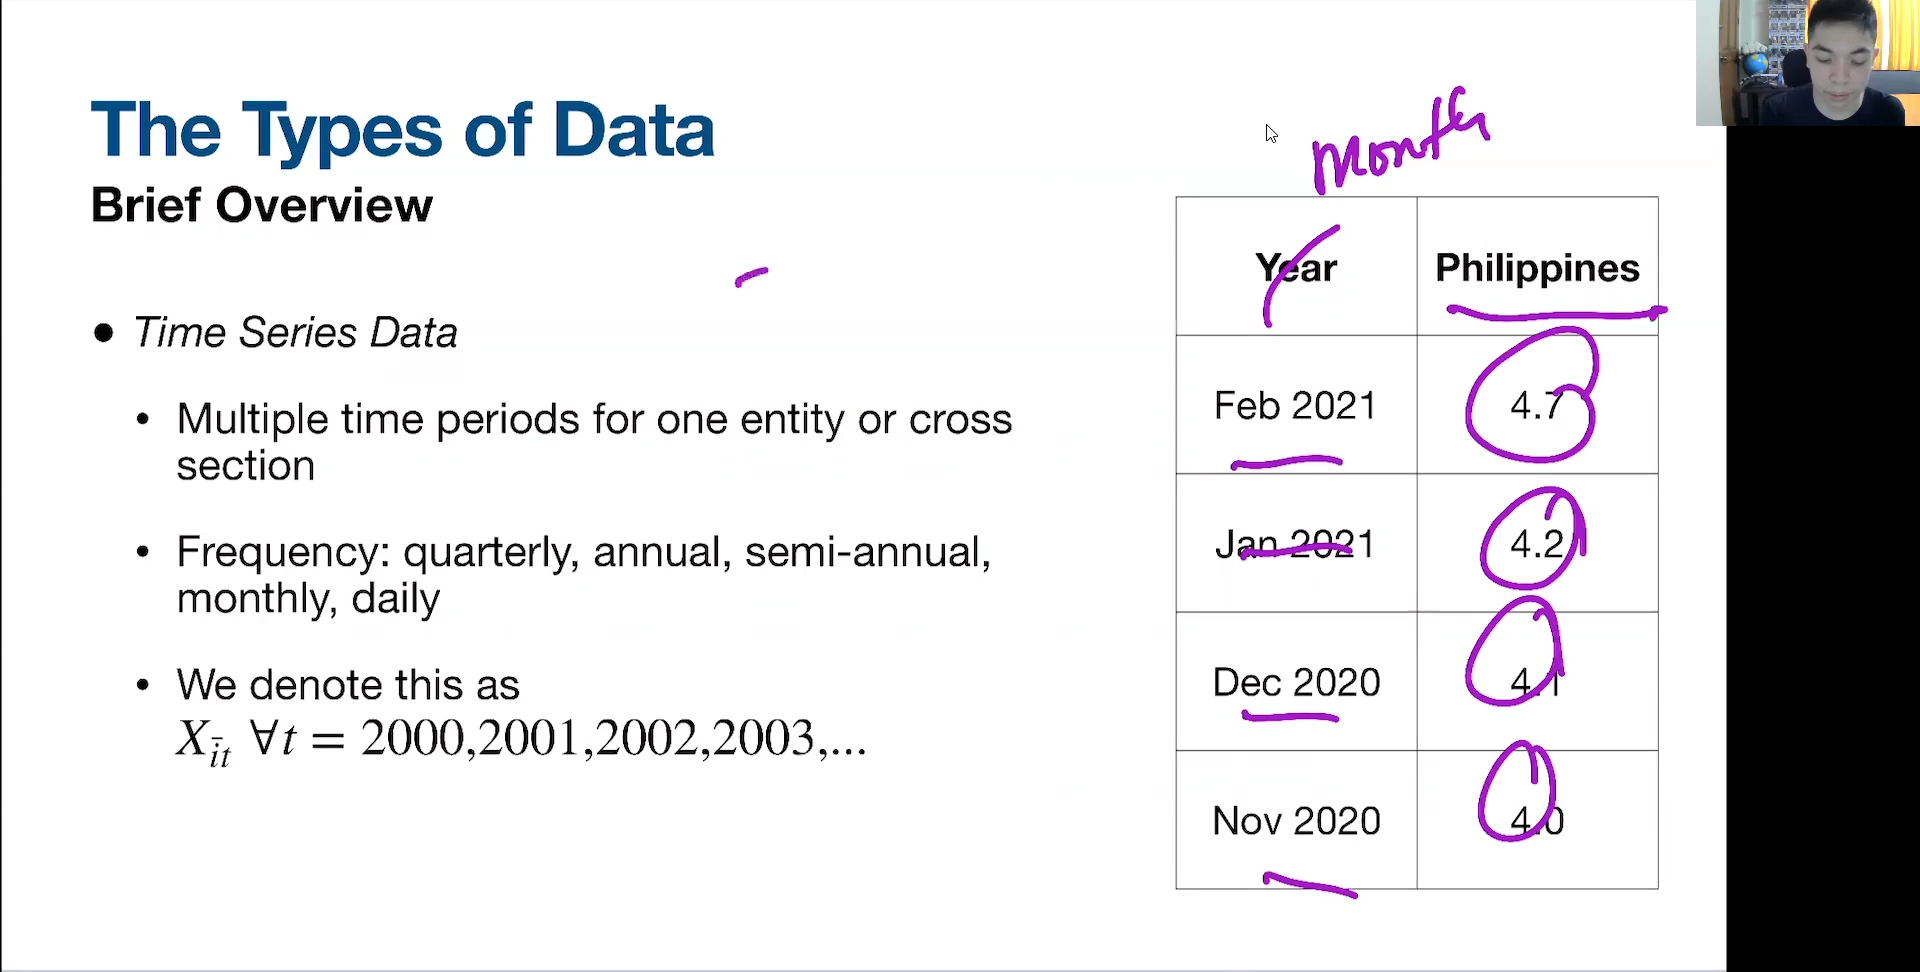 The Types of Data
Brief Overview
● Time Series Data
• Multiple time periods for one entity or cross
section
• Frequency: quarterly, annual, semi-annual,
monthly, daily
• We denote this as
X_{i̅t} ∀t = 2000,2001,2002,2003,...
Month
Year Philippines
Feb 2021 4.7
Jan 2021 4.2
Dec 2020 4.1
Nov 2020 4.0